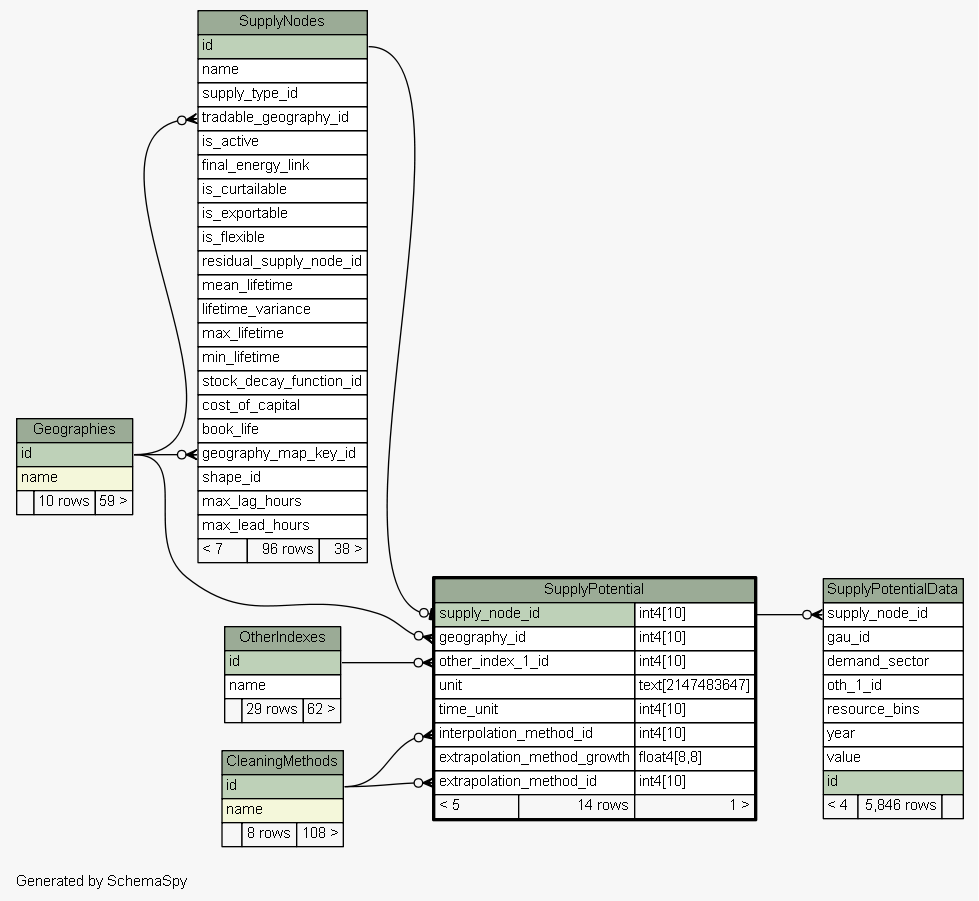 SupplyNodes
id
name
supply_type_id
tradable_geography_id
is_active
final_energy_link
is_curtailable
is_exportable
is_flexible
residual_supply_node_id
mean_lifetime
lifetime_variance
max_lifetime
min_lifetime
stock_decay_function_id
cost_of_capital
book_life
geography_map_key_id
shape_id
max_lag_hours
max_lead_hours
< 7 96 rows 38 >
Geographies
id
name
10 rows 59 >
OtherIndexes
id
name
29 rows 62 >
CleaningMethods
id
name
8 rows 108 >
SupplyPotential
supply_node_id int4[10]
geography_id int4[10]
other_index_1_id int4[10]
unit text[2147483647]
time_unit int4[10]
interpolation_method_id int4[10]
extrapolation_method_growth float4[8,8]
extrapolation_method_id int4[10]
< 5 14 rows 1 >
SupplyPotentialData
supply_node_id
gau_id
demand_sector
oth_1_id
resource_bins
year
value
id
< 4 5,846 rows
Generated by SchemaSpy